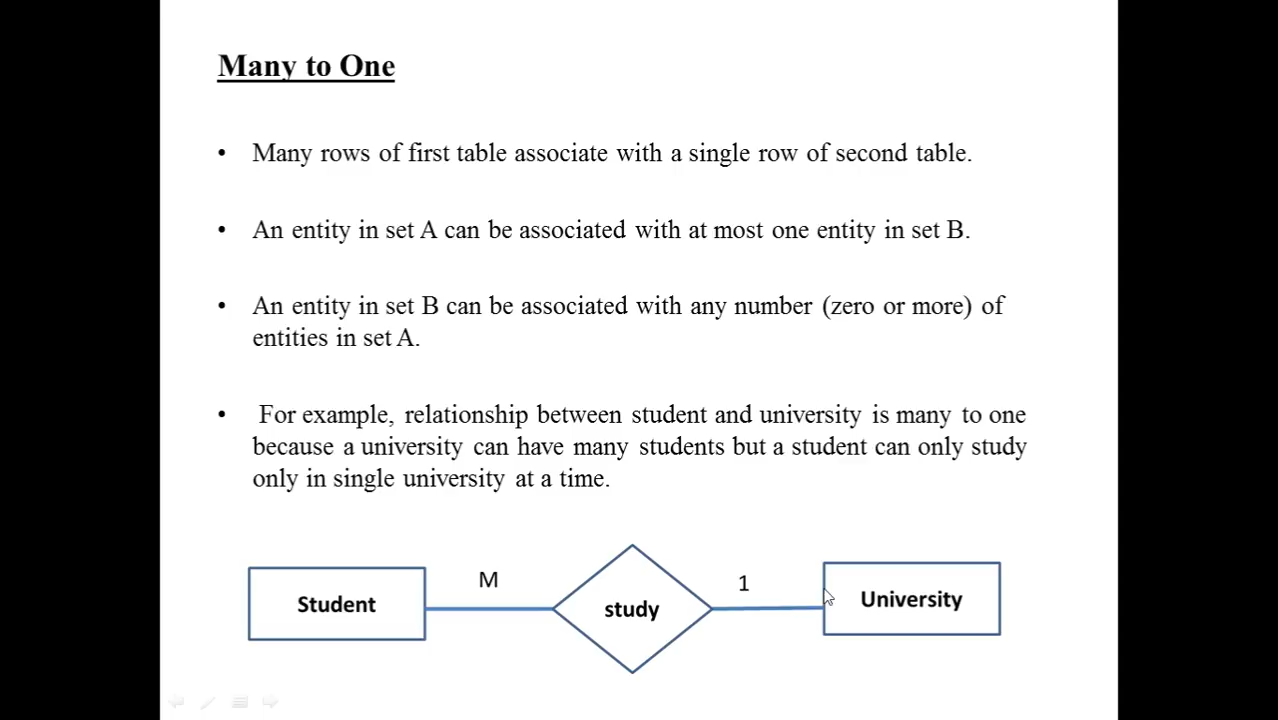 Many to One
• Many rows of first table associate with a single row of second table.
• An entity in set A can be associated with at most one entity in set B.
• An entity in set B can be associated with any number (zero or more) of
entities in set A.
• For example, relationship between student and university is many to one
because a university can have many students but a student can only study
only in single university at a time.
Student M study 1 University